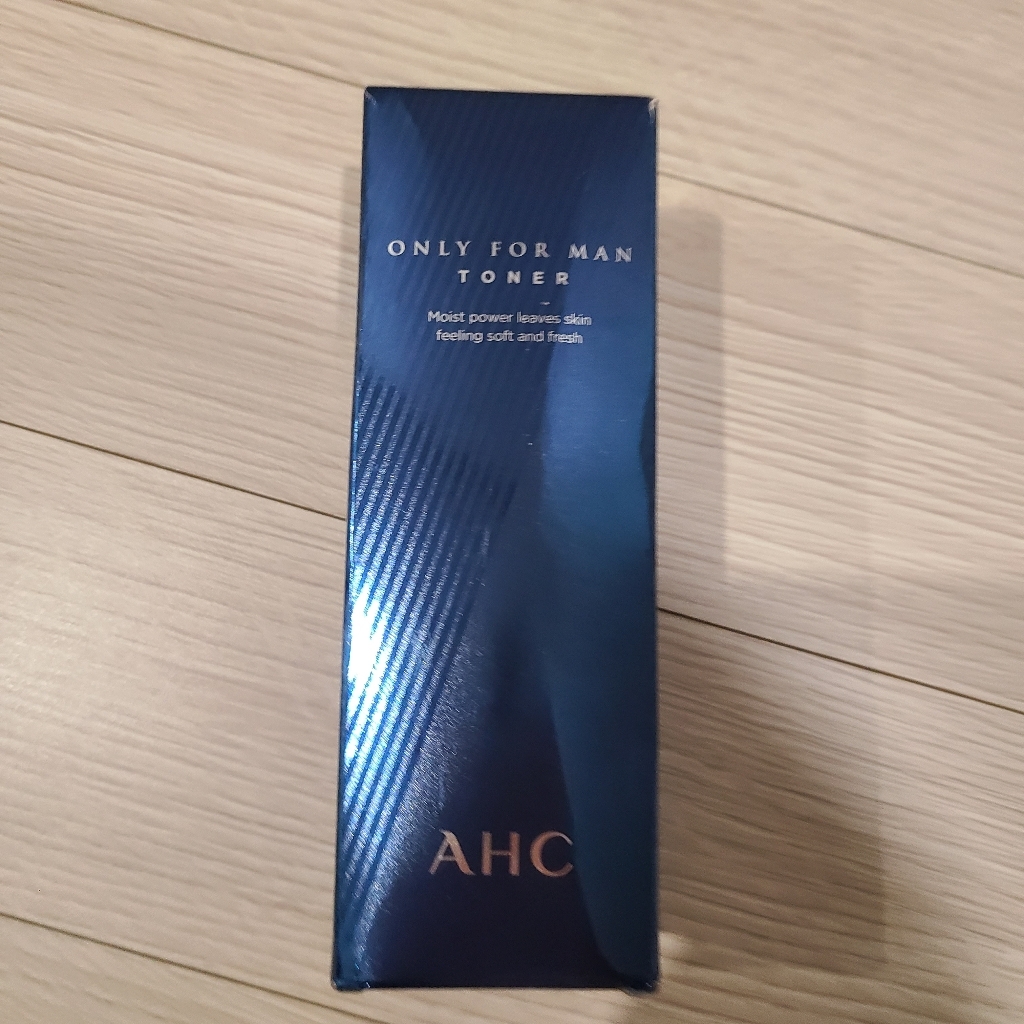 ONLY FOR MAN
TONER
Moist power leaves skin
feeling soft and fresh
AHC